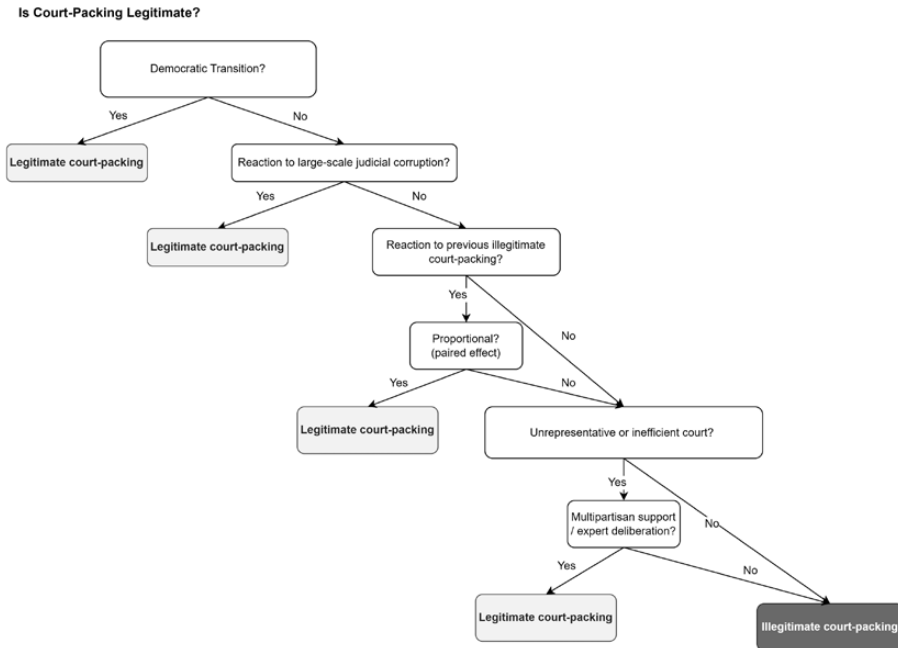 Is Court-Packing Legitimate?
Democratic Transition?
Yes
No
Legitimate court-packing
Reaction to large-scale judicial corruption?
Yes
No
Legitimate court-packing
Reaction to previous illegitimate
court-packing?
Yes
No
Proportional?
(paired effect)
Yes
No
Legitimate court-packing
Unrepresentative or inefficient court?
Yes
No
Multipartisan support
/ expert deliberation?
Yes
No
Legitimate court-packing
Illegitimate court-packing